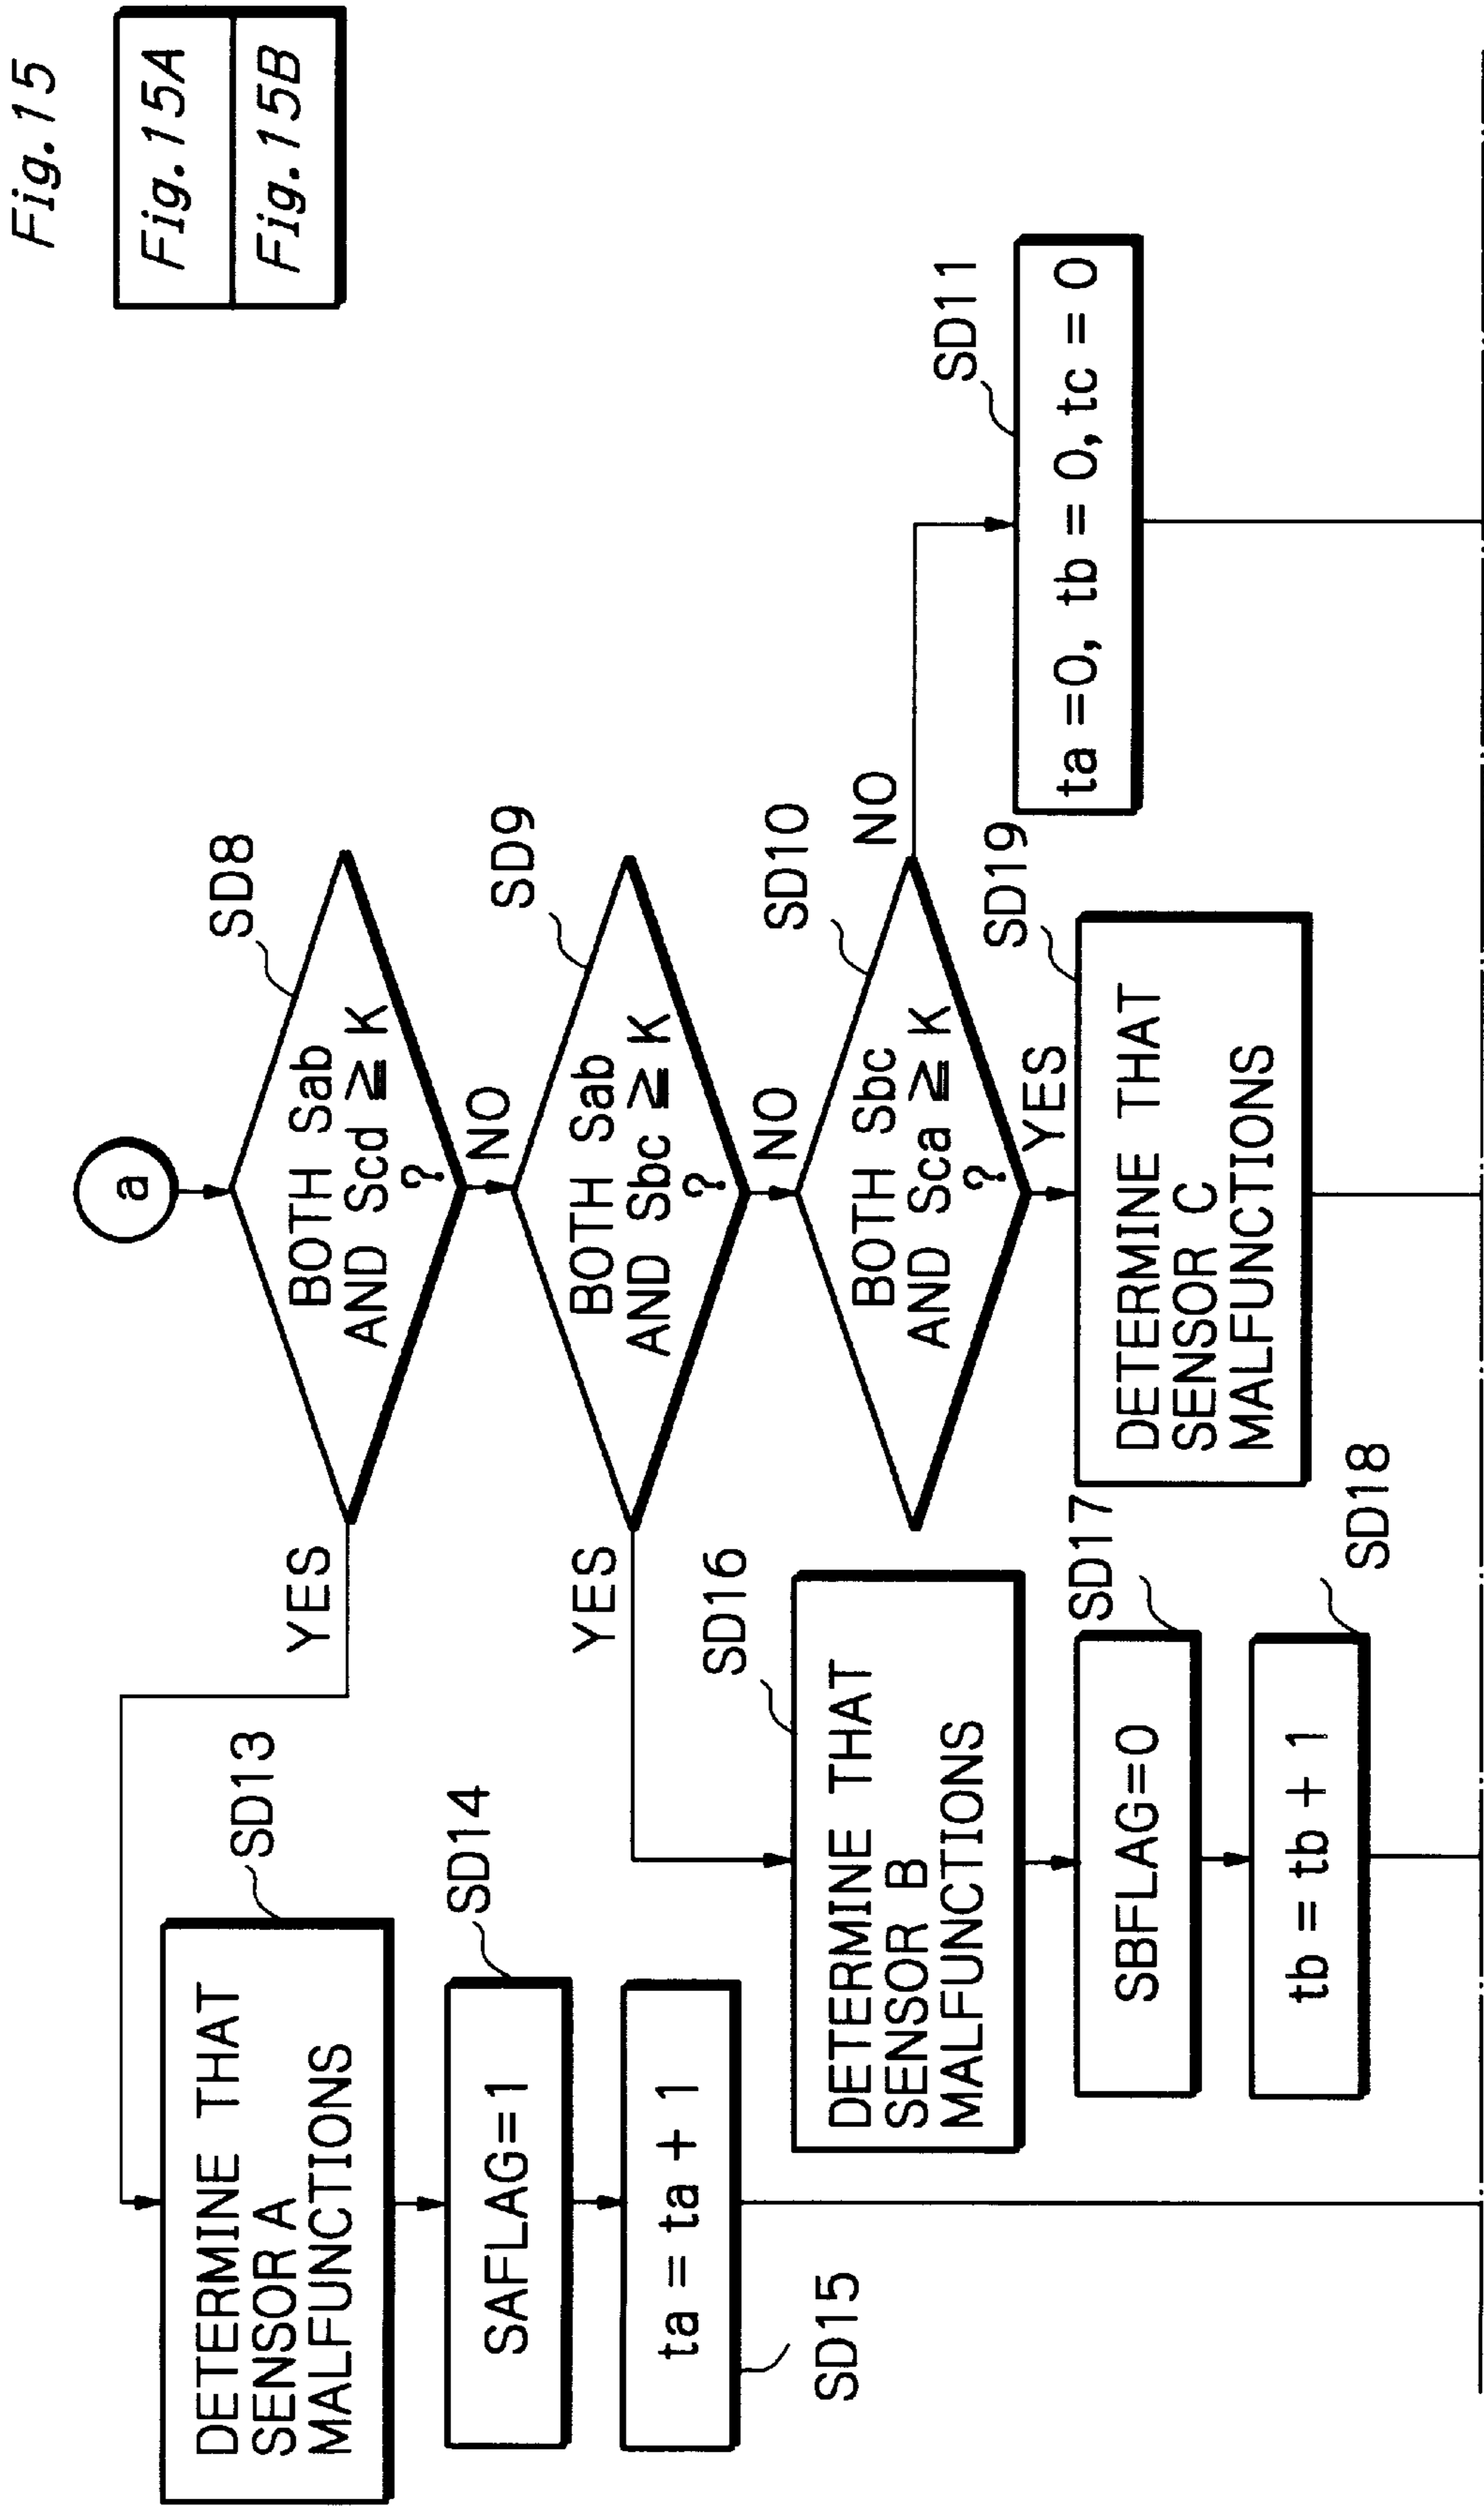 Fig.15
Fig.15A
Fig.15B
a
SD8
BOTH Sab
AND Scd ≧ K
?
YES
NO
SD9
BOTH Sab
AND Sbc ≧ K
?
YES
NO
SD10
BOTH Sbc
AND Sca ≧ K
?
NO
YES
SD11
ta =0, tb = 0, tc = 0
SD13
DETERMINE THAT
SENSOR A
MALFUNCTIONS
SD14
SAFLAG=1
ta = ta + 1
SD15
SD16
DETERMINE THAT
SENSOR B
MALFUNCTIONS
SD17
SBFLAG=0
SD18
tb = tb + 1
SD19
DETERMINE THAT
SENSOR C
MALFUNCTIONS